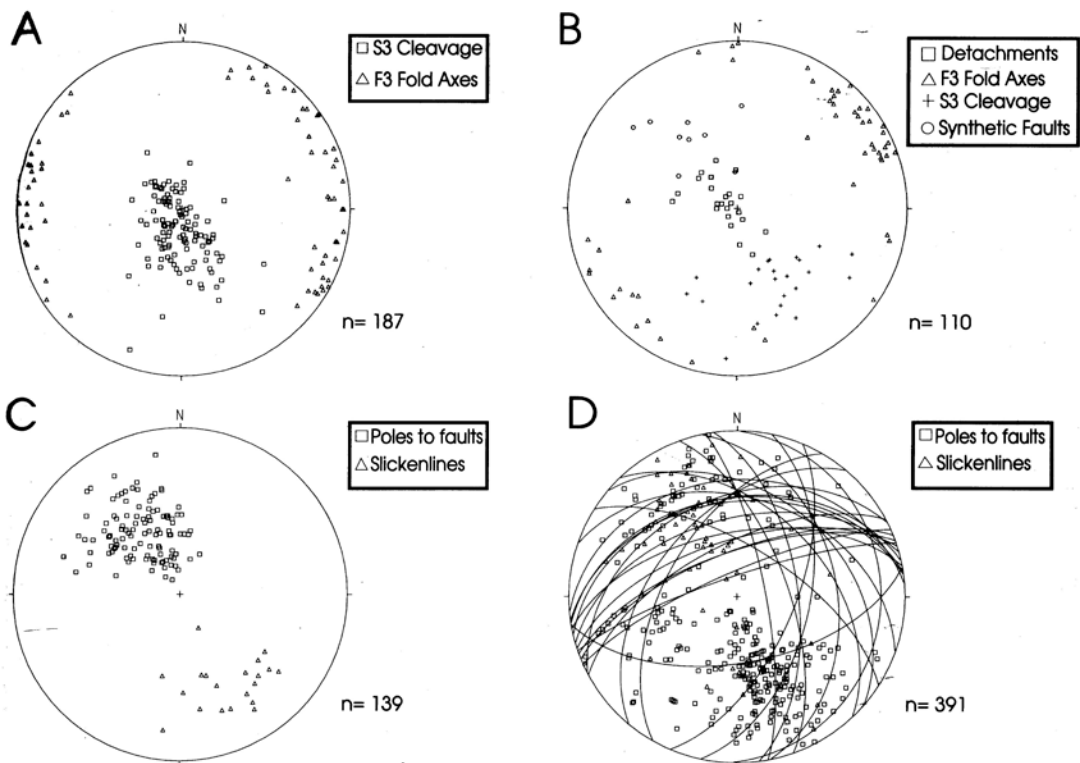 A
N
S3 Cleavage
F3 Fold Axes
n= 187
B
N
Detachments
F3 Fold Axes
S3 Cleavage
Synthetic Faults
n= 110
C
N
Poles to faults
Slickenlines
n= 139
D
N
Poles to faults
Slickenlines
n= 391